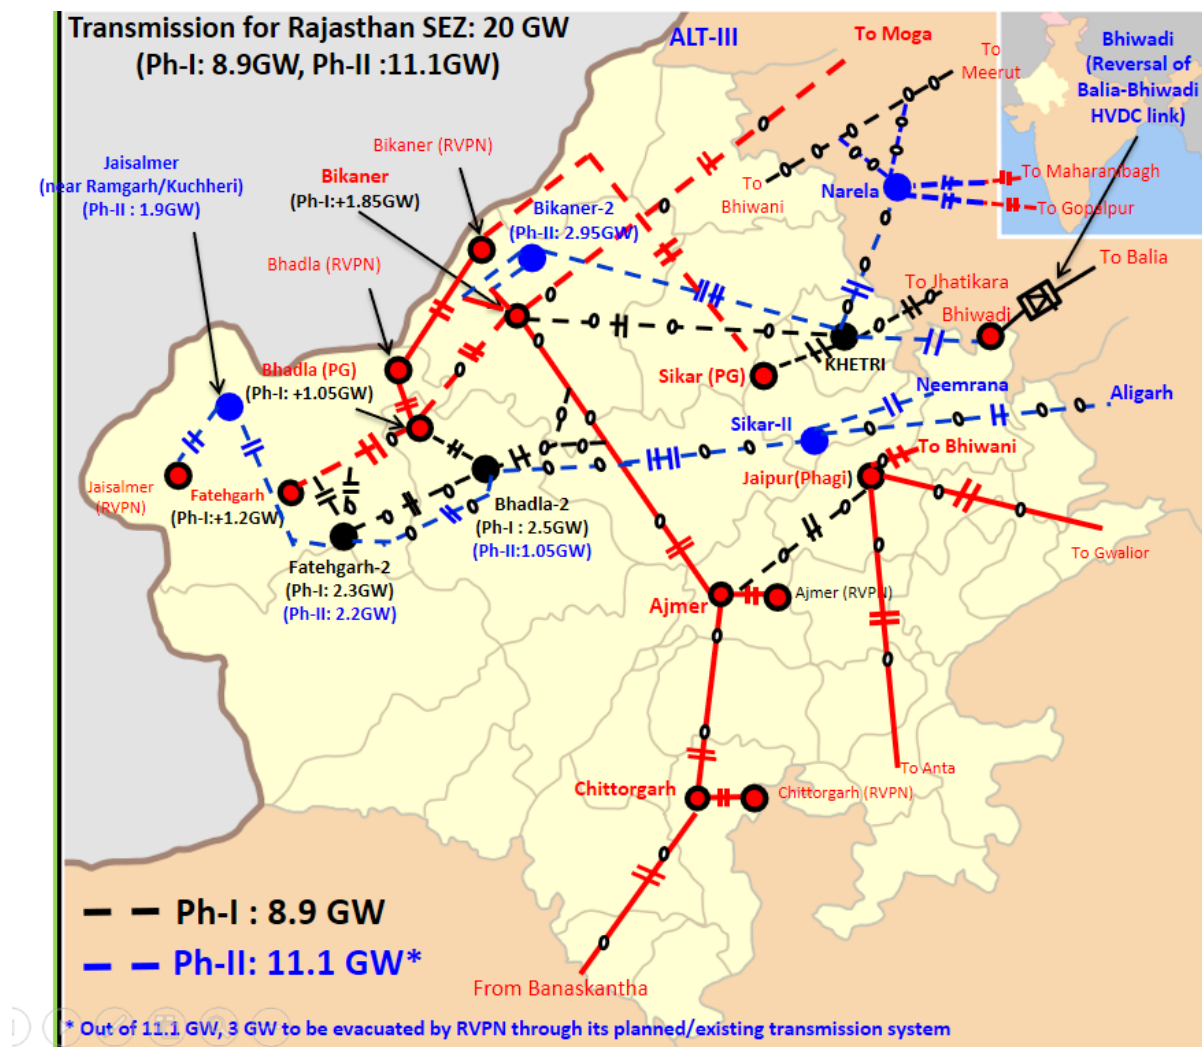 Transmission for Rajasthan SEZ: 20 GW
(Ph-I: 8.9GW, Ph-II :11.1GW)
ALT-III
To Moga
To
Meerut
Bhiwadi
(Reversal of
Balia-Bhiwadi
HVDC link)
Jaisalmer
(near Ramgarh/Kuchheri)
(Ph-II : 1.9GW)
Bikaner (RVPN)
Bikaner
(Ph-I:+1.85GW)
Bikaner-2
(Ph-II: 2.95GW)
To
Bhiwani
Narela
To Maharanibagh
To Gopalpur
Bhadla (RVPN)
To Jhatikara
To Balia
Bhiwadi
Bhadla (PG)
(Ph-I: +1.05GW)
Sikar (PG)
KHETRI
Neemrana
Aligarh
Sikar-II
To Bhiwani
Jaipur(Phagi)
Jaisalmer
(RVPN)
Fatehgarh
(Ph-I:+1.2GW)
Bhadla-2
(Ph-I : 2.5GW)
(Ph-II:1.05GW)
To Gwalior
Fatehgarh-2
(Ph-I: 2.3GW)
(Ph-II: 2.2GW)
Ajmer
Ajmer (RVPN)
To Anta
Chittorgarh
Chittorgarh (RVPN)
Ph-I : 8.9 GW
Ph-II: 11.1 GW*
From Banaskantha
* Out of 11.1 GW, 3 GW to be evacuated by RVPN through its planned/existing transmission system